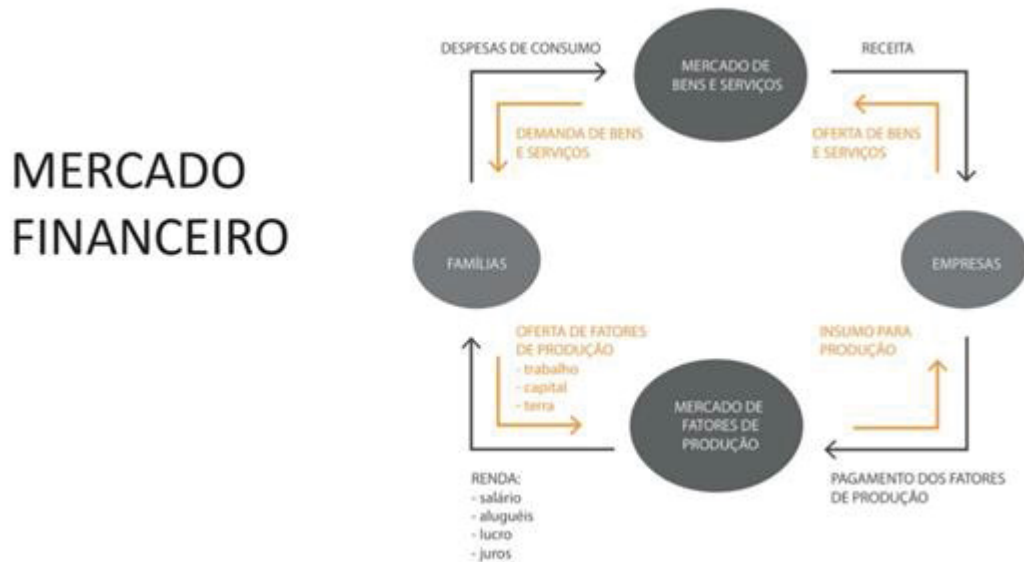 MERCADO
FINANCEIRO
DESPESAS DE CONSUMO
MERCADO DE
BENS E SERVIÇOS
RECEITA
DEMANDA DE BENS
E SERVIÇOS
OFERTA DE BENS
E SERVIÇOS
FAMÍLIAS
EMPRESAS
OFERTA DE FATORES
DE PRODUÇÃO
- trabalho
- capital
- terra
INSUMO PARA
PRODUÇÃO
MERCADO DE
FATORES DE
PRODUÇÃO
RENDA:
- salário
- aluguéis
- lucro
- juros
PAGAMENTO DOS FATORES
DE PRODUÇÃO